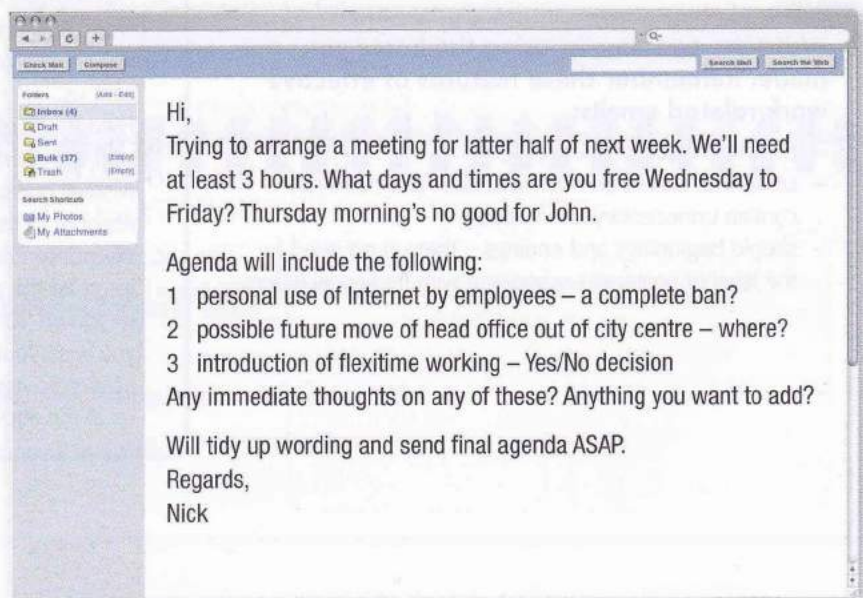 Check Mail
Compose
Search Mail
Search the Web
Folders
(Add - Edit)
Inbox (4)
Draft
Sent
Bulk (37)
(Empty)
Trash
(Empty)
Search Shortcuts
My Photos
My Attachments
Hi,
Trying to arrange a meeting for latter half of next week. We'll need
at least 3 hours. What days and times are you free Wednesday to
Friday? Thursday morning's no good for John.
Agenda will include the following:
1 personal use of Internet by employees – a complete ban?
2 possible future move of head office out of city centre – where?
3 introduction of flexitime working – Yes/No decision
Any immediate thoughts on any of these? Anything you want to add?
Will tidy up wording and send final agenda ASAP.
Regards,
Nick